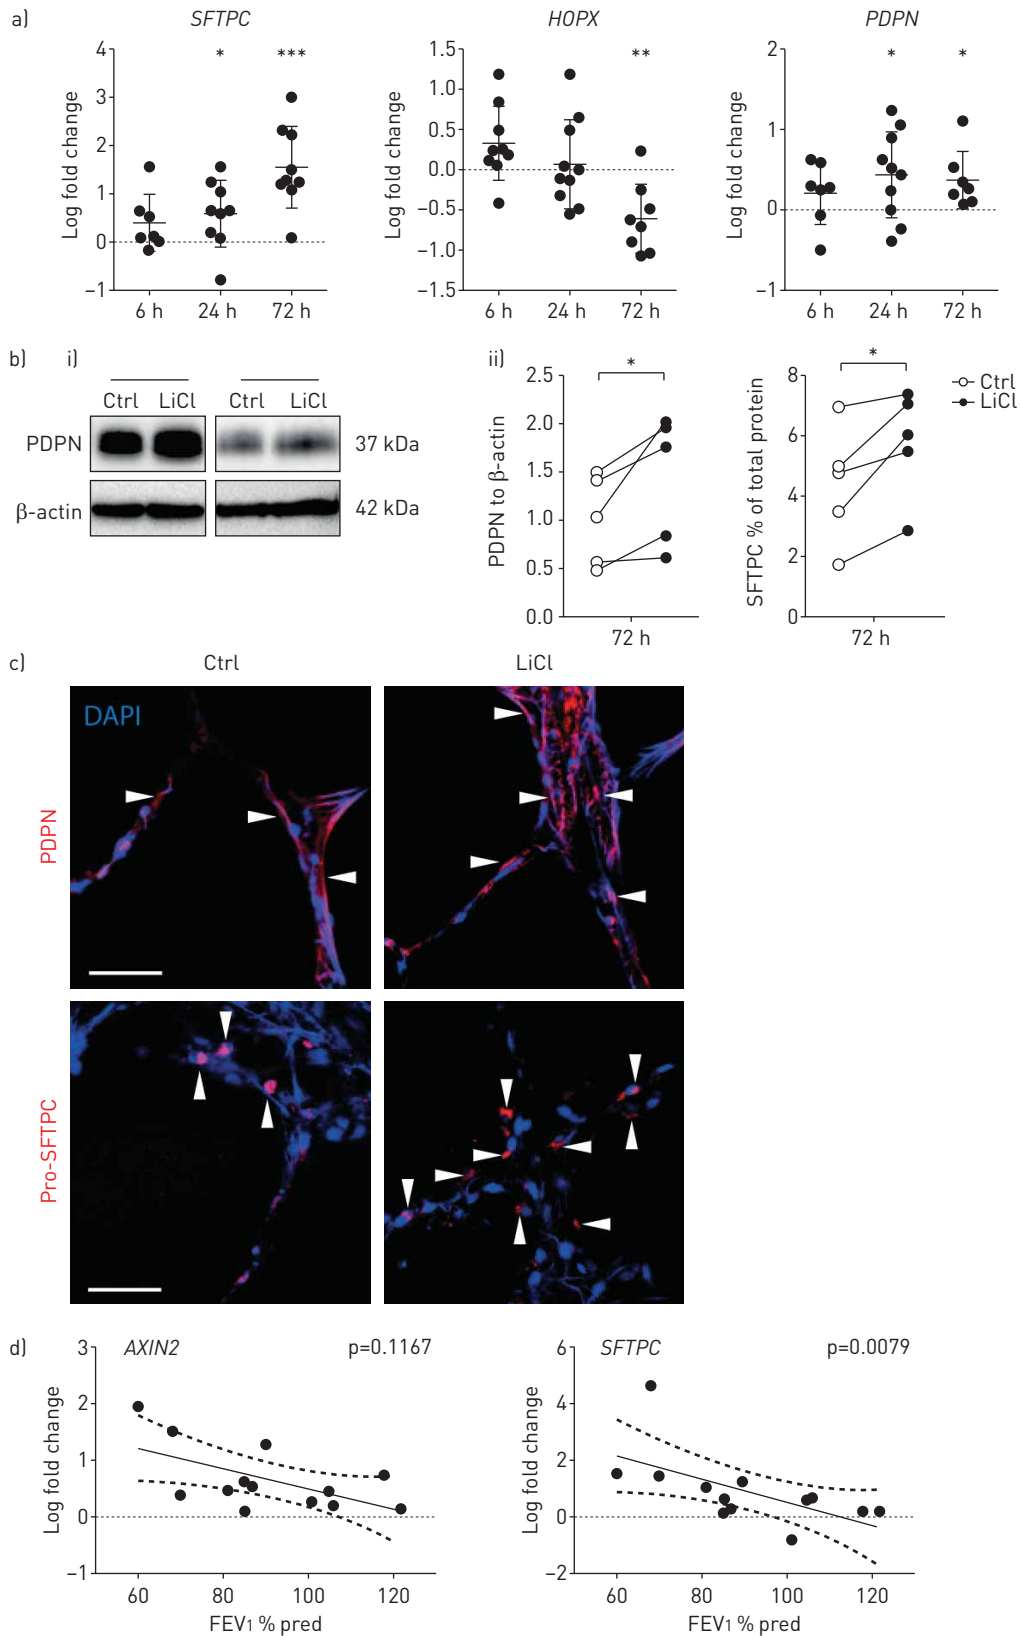 a)
SFTPC
HOPX
PDPN
* ***
**
* *
Log fold change
4
3
2
1
0
–1
6 h 24 h 72 h
Log fold change
1.5
1.0
0.5
0.0
–0.5
–1.0
–1.5
6 h 24 h 72 h
Log fold change
2
1
0
–1
6 h 24 h 72 h
b) i)
Ctrl LiCl Ctrl LiCl
PDPN 37 kDa
β-actin 42 kDa
ii)
*
PDPN to β-actin
2.5
2.0
1.5
1.0
0.5
0.0
72 h
*
SFTPC % of total protein
8
6
4
2
0
72 h
Ctrl
LiCl
c)
Ctrl LiCl
DAPI
PDPN
Pro-SFTPC
d)
AXIN2 p=0.1167
Log fold change
3
2
1
0
–1
60 80 100 120
FEV1 % pred
SFTPC p=0.0079
Log fold change
6
4
2
0
–2
60 80 100 120
FEV1 % pred